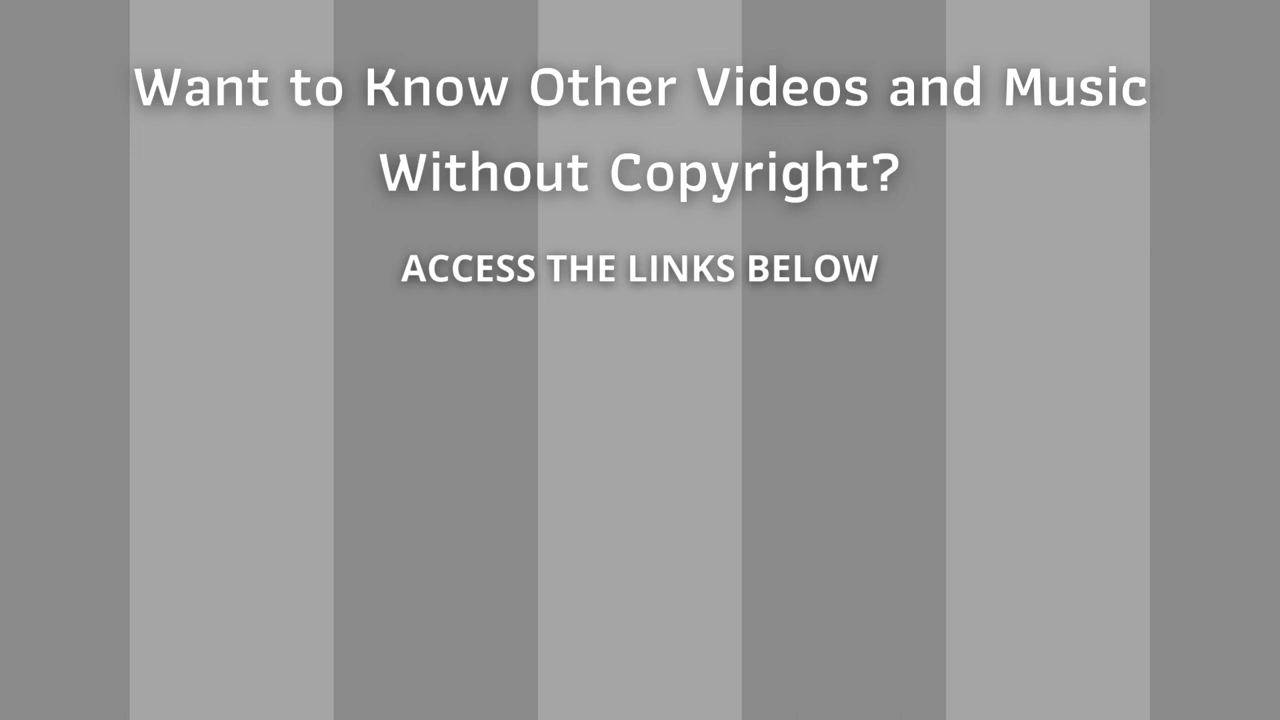 Want to Know Other Videos and Music
Without Copyright?
ACCESS THE LINKS BELOW